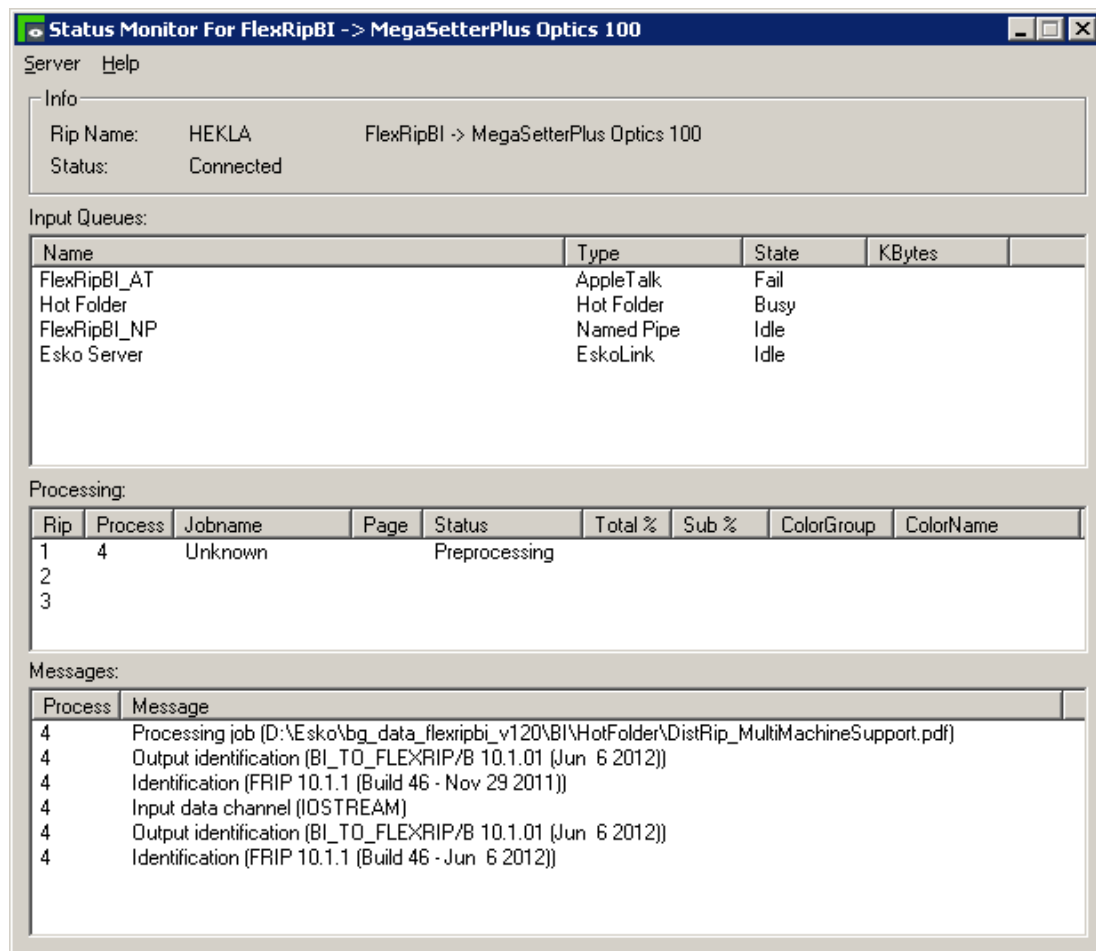 Status Monitor For FlexRipBI -> MegaSetterPlus Optics 100
Server Help
Info
Rip Name: HEKLA FlexRipBI -> MegaSetterPlus Optics 100
Status: Connected
Input Queues:
Name Type State KBytes
FlexRipBI_AT AppleTalk Fail
Hot Folder Hot Folder Busy
FlexRipBI_NP Named Pipe Idle
Esko Server EskoLink Idle
Processing:
Rip Process Jobname Page Status Total % Sub % ColorGroup ColorName
1 4 Unknown Preprocessing
2
3
Messages:
Process Message
4 Processing job (D:\Esko\bg_data_flexripbi_v120\BI\HotFolder\DistRip_MultiMachineSupport.pdf)
4 Output identification (BI_TO_FLEXRIP/B 10.1.01 (Jun  6 2012))
4 Identification (FRIP 10.1.1 (Build 46 - Nov 29 2011))
4 Input data channel (IOSTREAM)
4 Output identification (BI_TO_FLEXRIP/B 10.1.01 (Jun  6 2012))
4 Identification (FRIP 10.1.1 (Build 46 - Jun  6 2012))